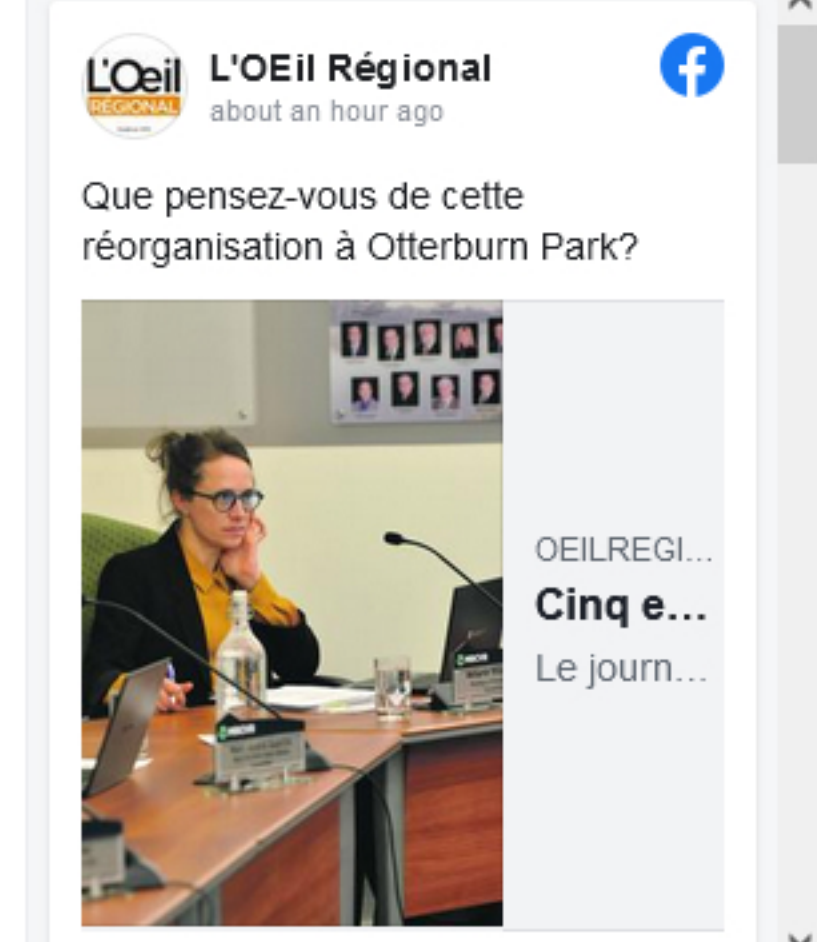 L'Oeil
RÉGIONAL
L'OEil Régional
about an hour ago
Que pensez-vous de cette
réorganisation à Otterburn Park?
OEILREGI...
Cinq e...
Le journ...